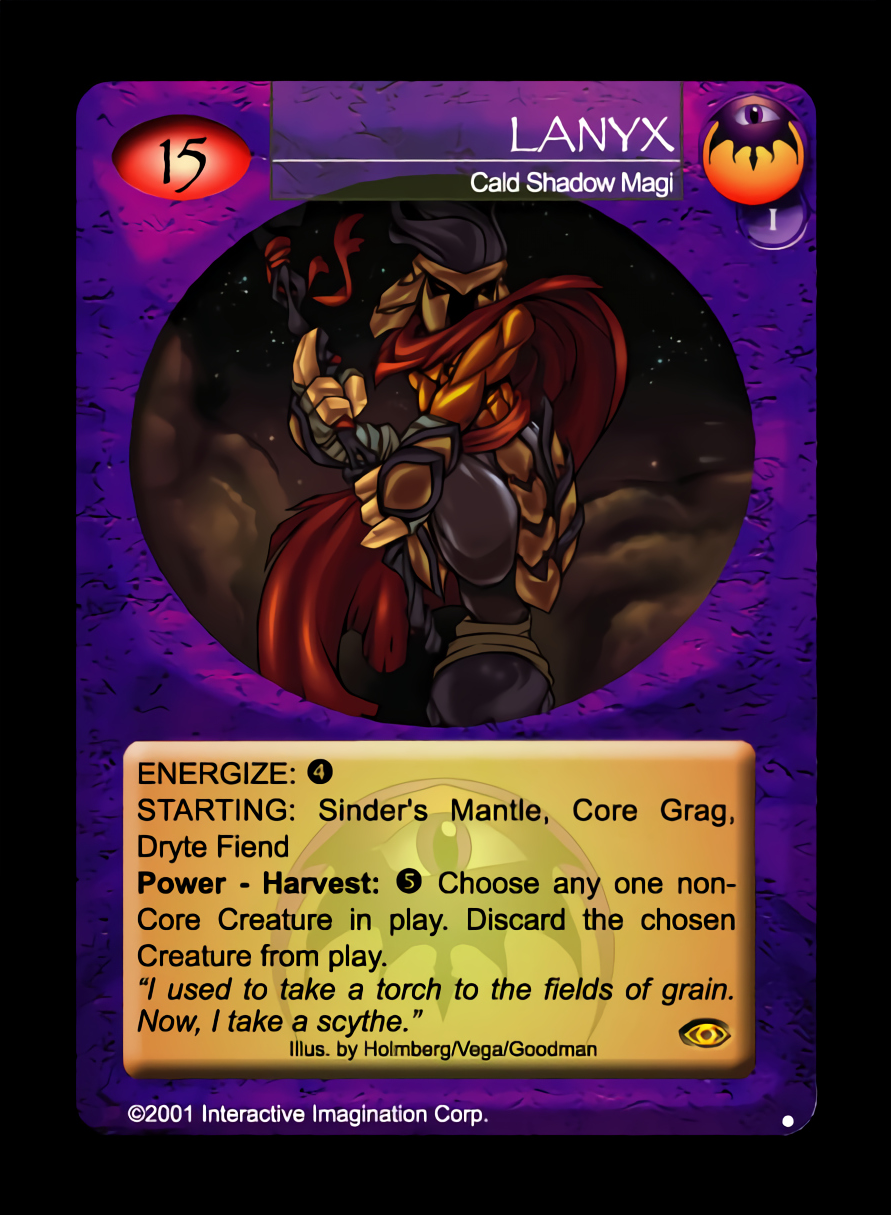 15
LANYX
Cald Shadow Magi
I
ENERGIZE: ❹
STARTING: Sinder's Mantle, Core Grag,
Dryte Fiend
Power - Harvest: ❺ Choose any one non-
Core Creature in play. Discard the chosen
Creature from play.
“I used to take a torch to the fields of grain.
Now, I take a scythe.”
Illus. by Holmberg/Vega/Goodman
©2001 Interactive Imagination Corp.